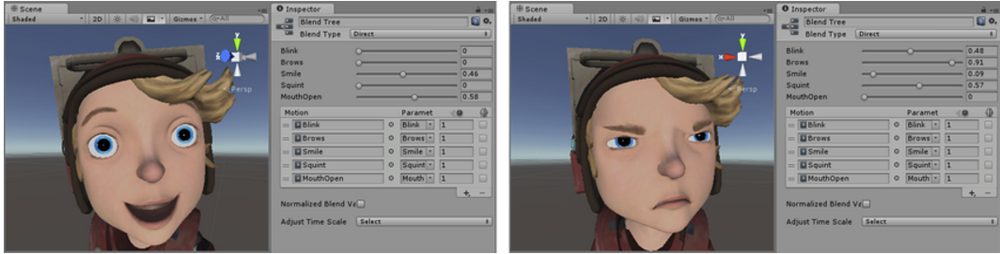 Scene
Shaded
2D
Gizmos
All
y
x
Persp
Inspector
Blend Tree
Blend Type Direct
Blink 0
Brows 0
Smile 0.46
Squint 0
MouthOpen 0.58
Motion Paramet
Blink Blink 1
Brows Brows 1
Smile Smile 1
Squint Squint 1
MouthOpen Mouth 1
+ −
Normalized Blend Va
Adjust Time Scale Select
Scene
Shaded
2D
Gizmos
All
y
x
Persp
Inspector
Blend Tree
Blend Type Direct
Blink 0.48
Brows 0.91
Smile 0.09
Squint 0.57
MouthOpen 0
Motion Paramet
Blink Blink 1
Brows Brows 1
Smile Smile 1
Squint Squint 1
MouthOpen Mouth 1
+ −
Normalized Blend Va
Adjust Time Scale Select